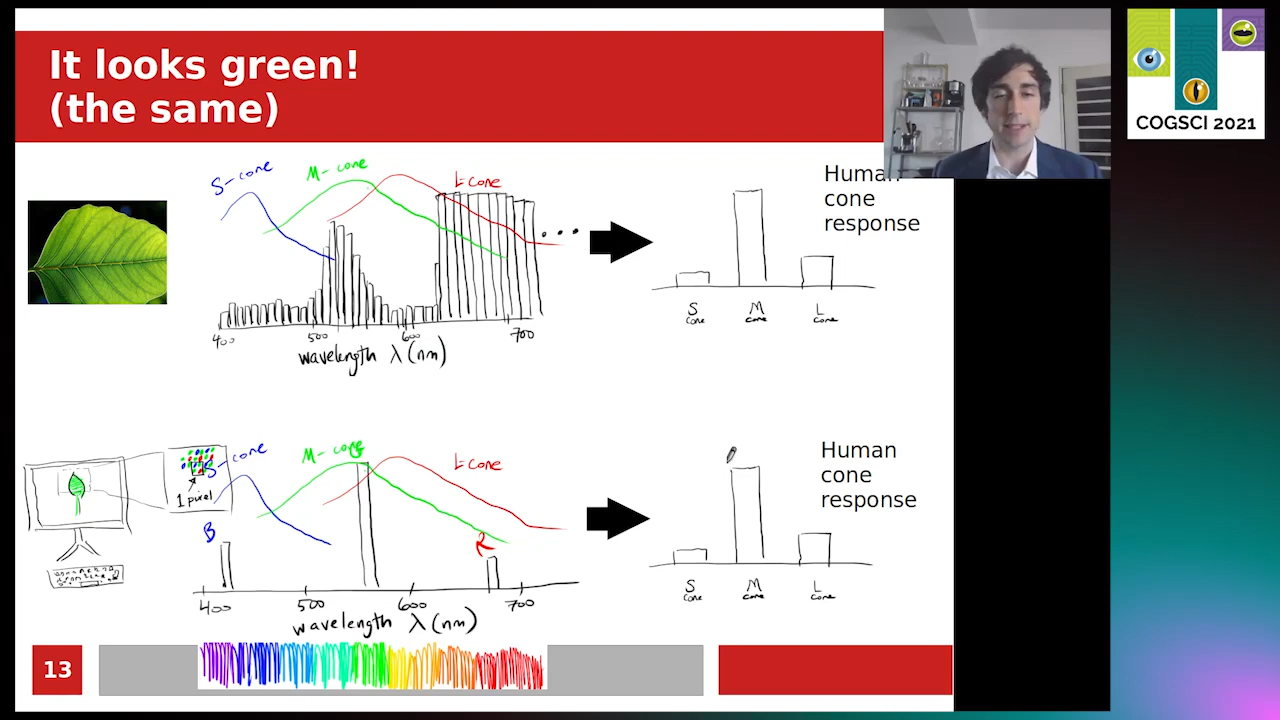 It looks green!
(the same)
COGSCI 2021
S-cone
M-cone
L-cone
Human
cone
response
400
500
600
700
wavelength λ (nm)
S
cone
M
cone
L
cone
S-cone
M-cone
L-cone
1 pixel
B
G
R
Human
cone
response
400
500
600
700
wavelength λ (nm)
S
cone
M
cone
L
cone
13